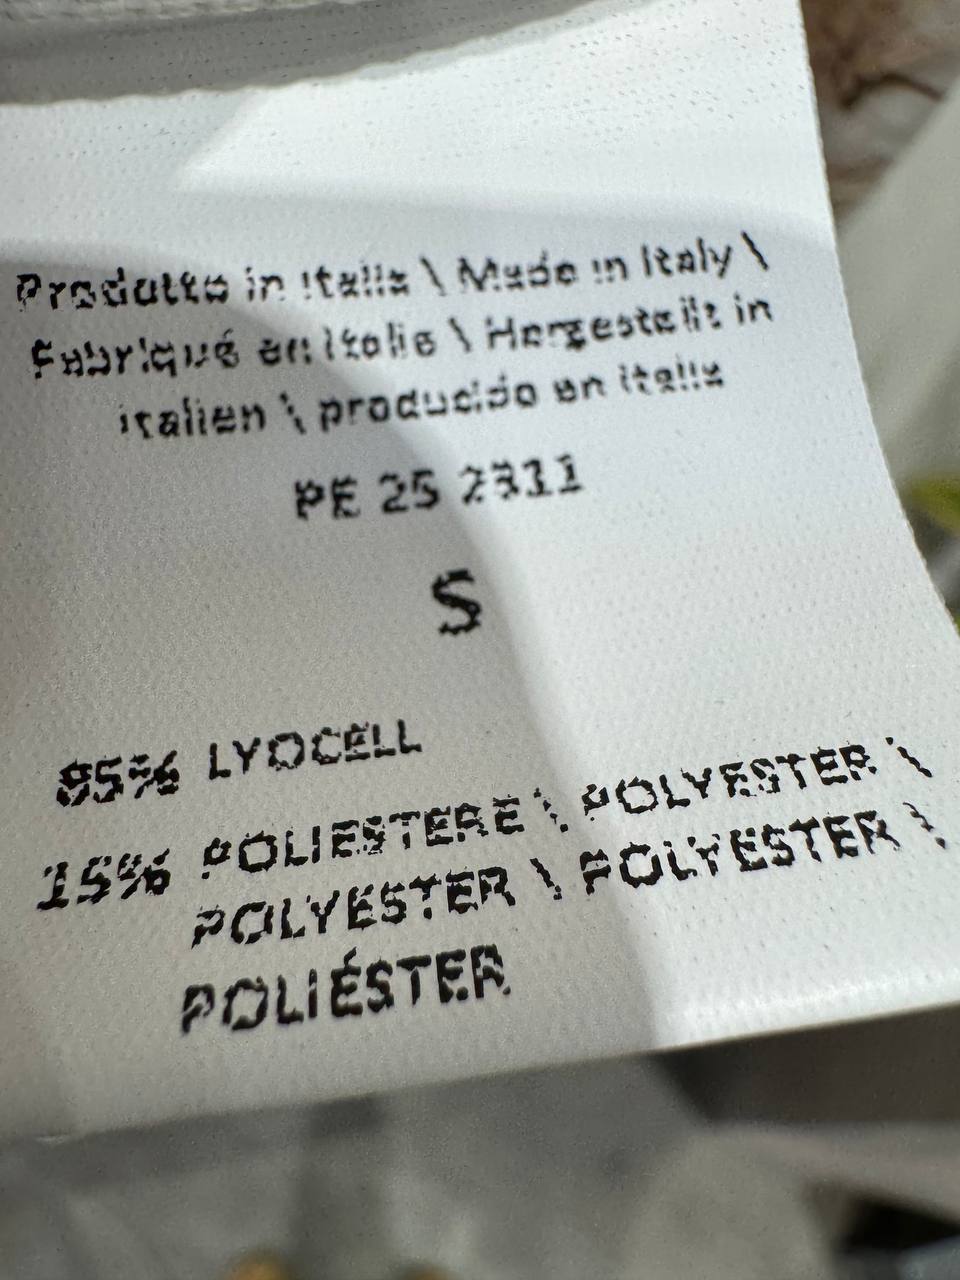 Prodotto in Italia \ Made in Italy \
Fabriqué en Italie \ Hergestellt in
Italien \ producido en Italia
PE 25 2311
S
85% LYOCELL
15% POLIESTERE \ POLYESTER \
POLYESTER \ POLYESTER \
POLIÉSTER